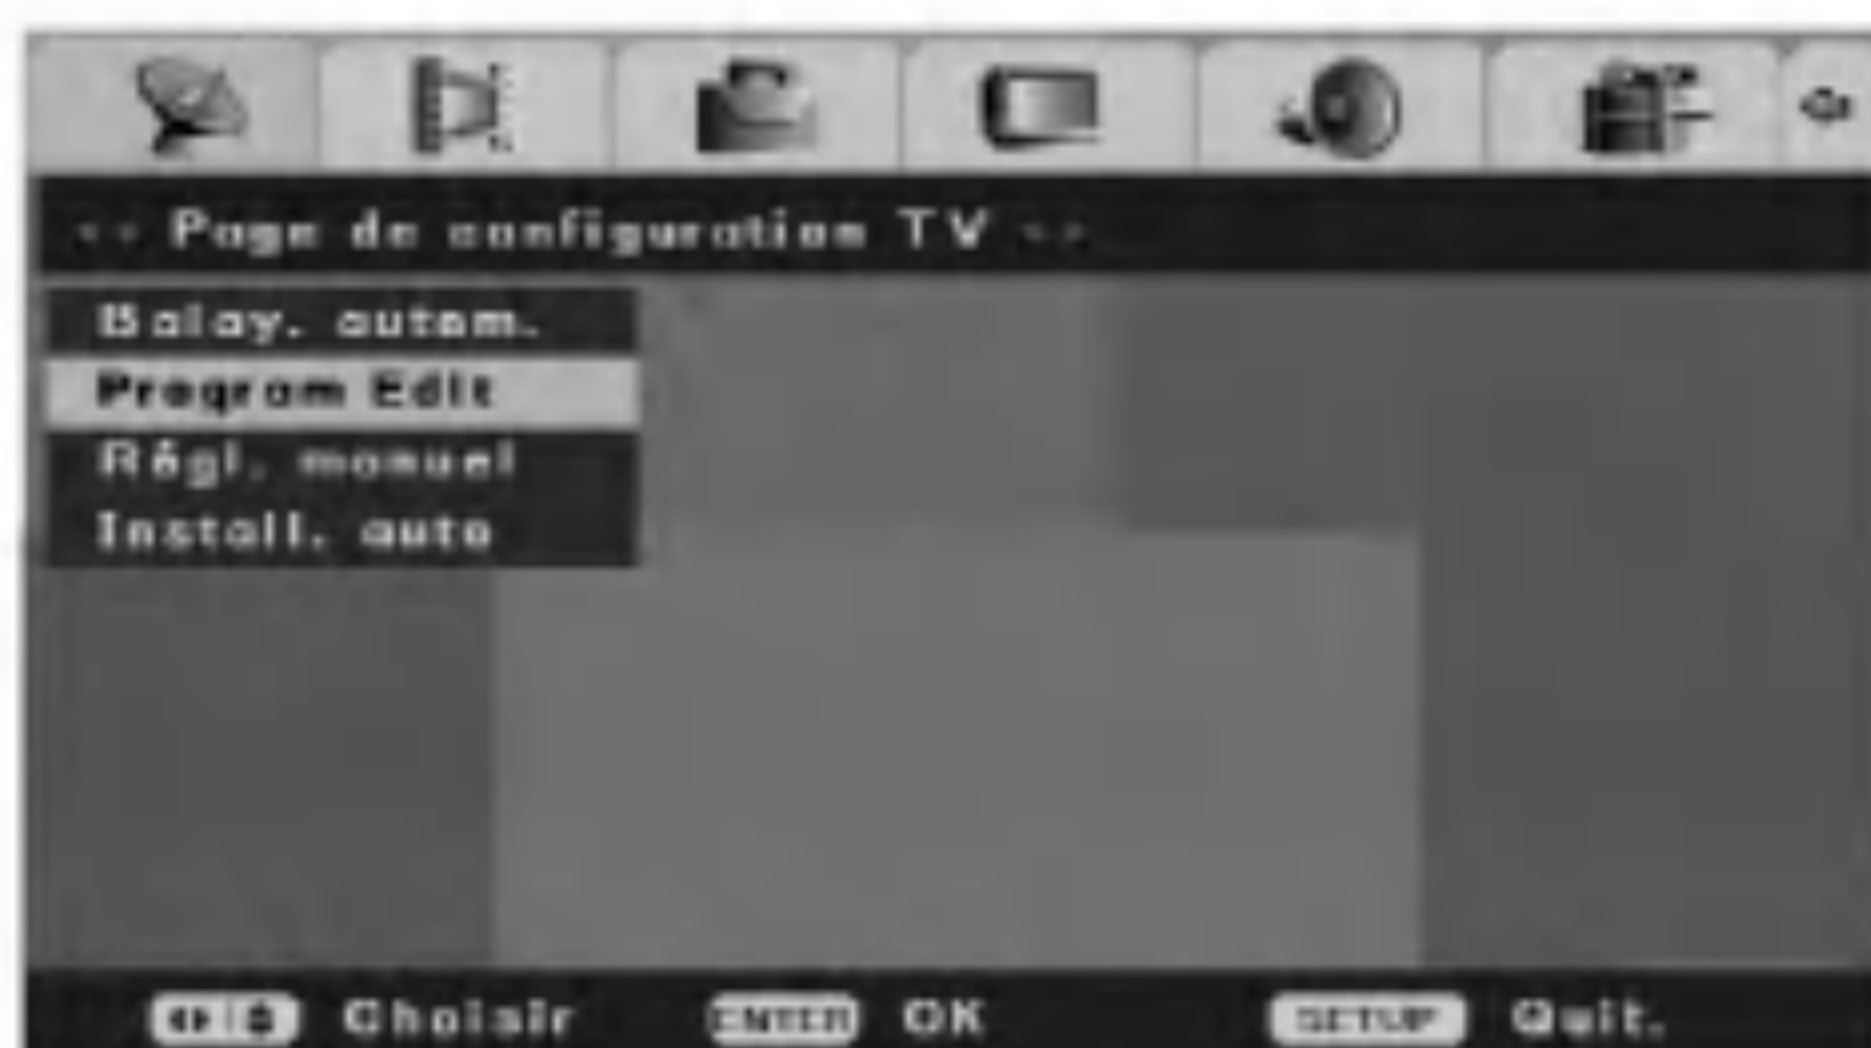 -- Page de configuration TV --
Balay. autom.
Program Edit
Régl. manuel
Install. auto
Choisir ENTER OK SETUP Quit.